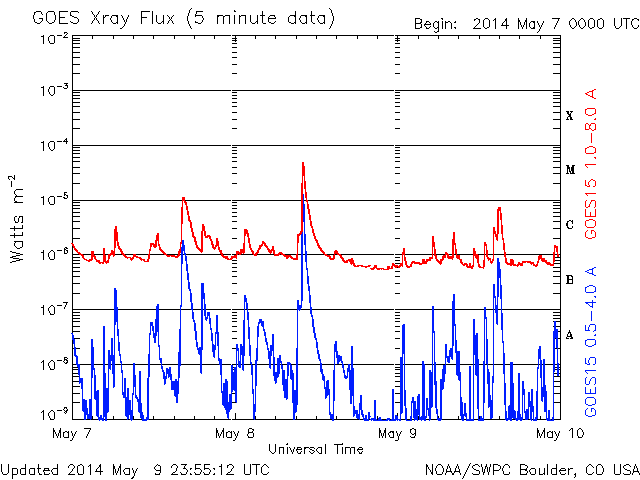 GOES Xray Flux (5 minute data)
Begin: 2014 May 7 0000 UTC
10⁻²
10⁻³
10⁻⁴
10⁻⁵
10⁻⁶
10⁻⁷
10⁻⁸
10⁻⁹
Watts m⁻²
X
M
C
B
A
GOES15 1.0-8.0 A
GOES15 0.5-4.0 A
May 7
May 8
May 9
May 10
Universal Time
Updated 2014 May 9 23:55:12 UTC
NOAA/SWPC Boulder, CO USA